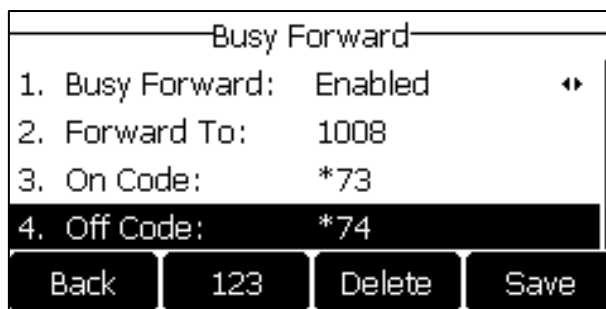 Busy Forward
1. Busy Forward: Enabled
2. Forward To: 1008
3. On Code: *73
4. Off Code: *74
Back 123 Delete Save